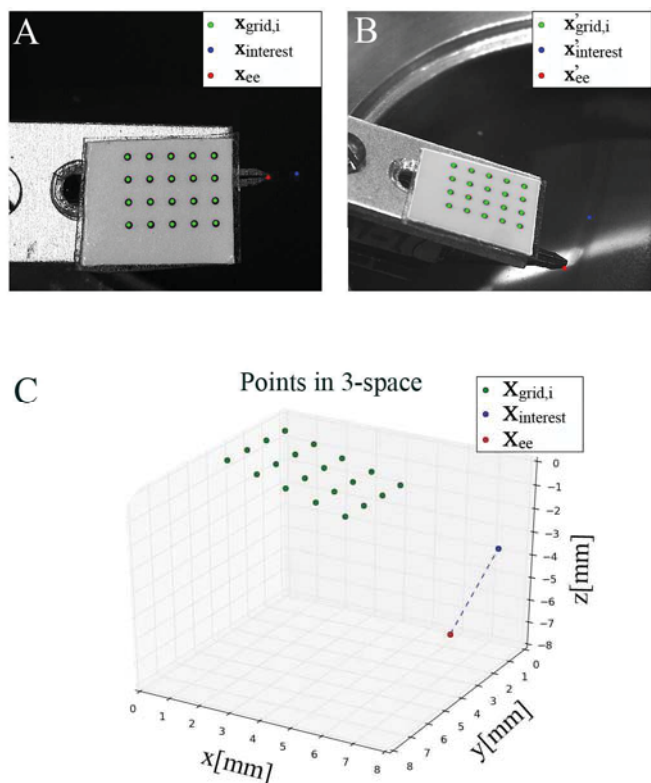 A
x_grid,i
x_interest
x_ee
B
x'_grid,i
x'_interest
x'_ee
C
Points in 3-space
X_grid,i
X_interest
X_ee
0
-1
-2
-3
-4
-5
-6
-7
-8
z[mm]
0
1
2
3
4
5
6
7
8
y[mm]
0 1 2 3 4 5 6 7 8
x[mm]